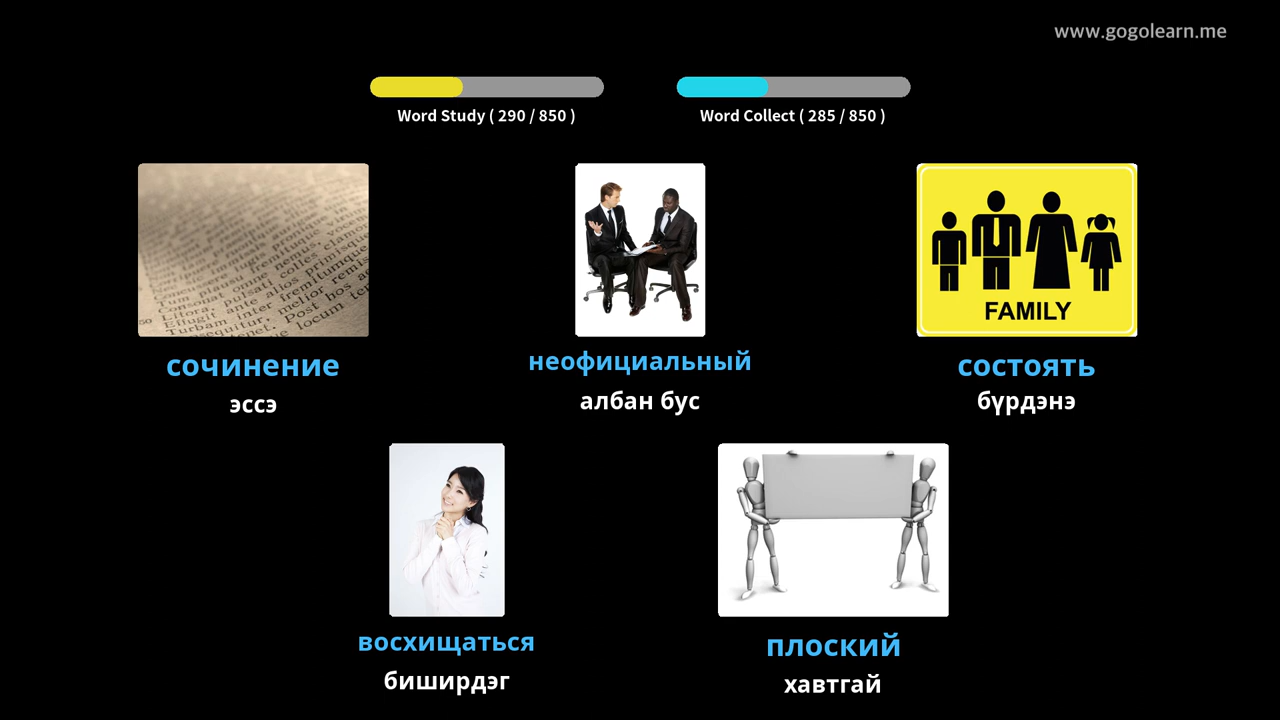 www.gogolearn.me
Word Study ( 290 / 850 )
Word Collect ( 285 / 850 )
FAMILY
сочинение
эссэ
неофициальный
албан бус
состоять
бүрдэнэ
восхищаться
биширдэг
плоский
хавтгай